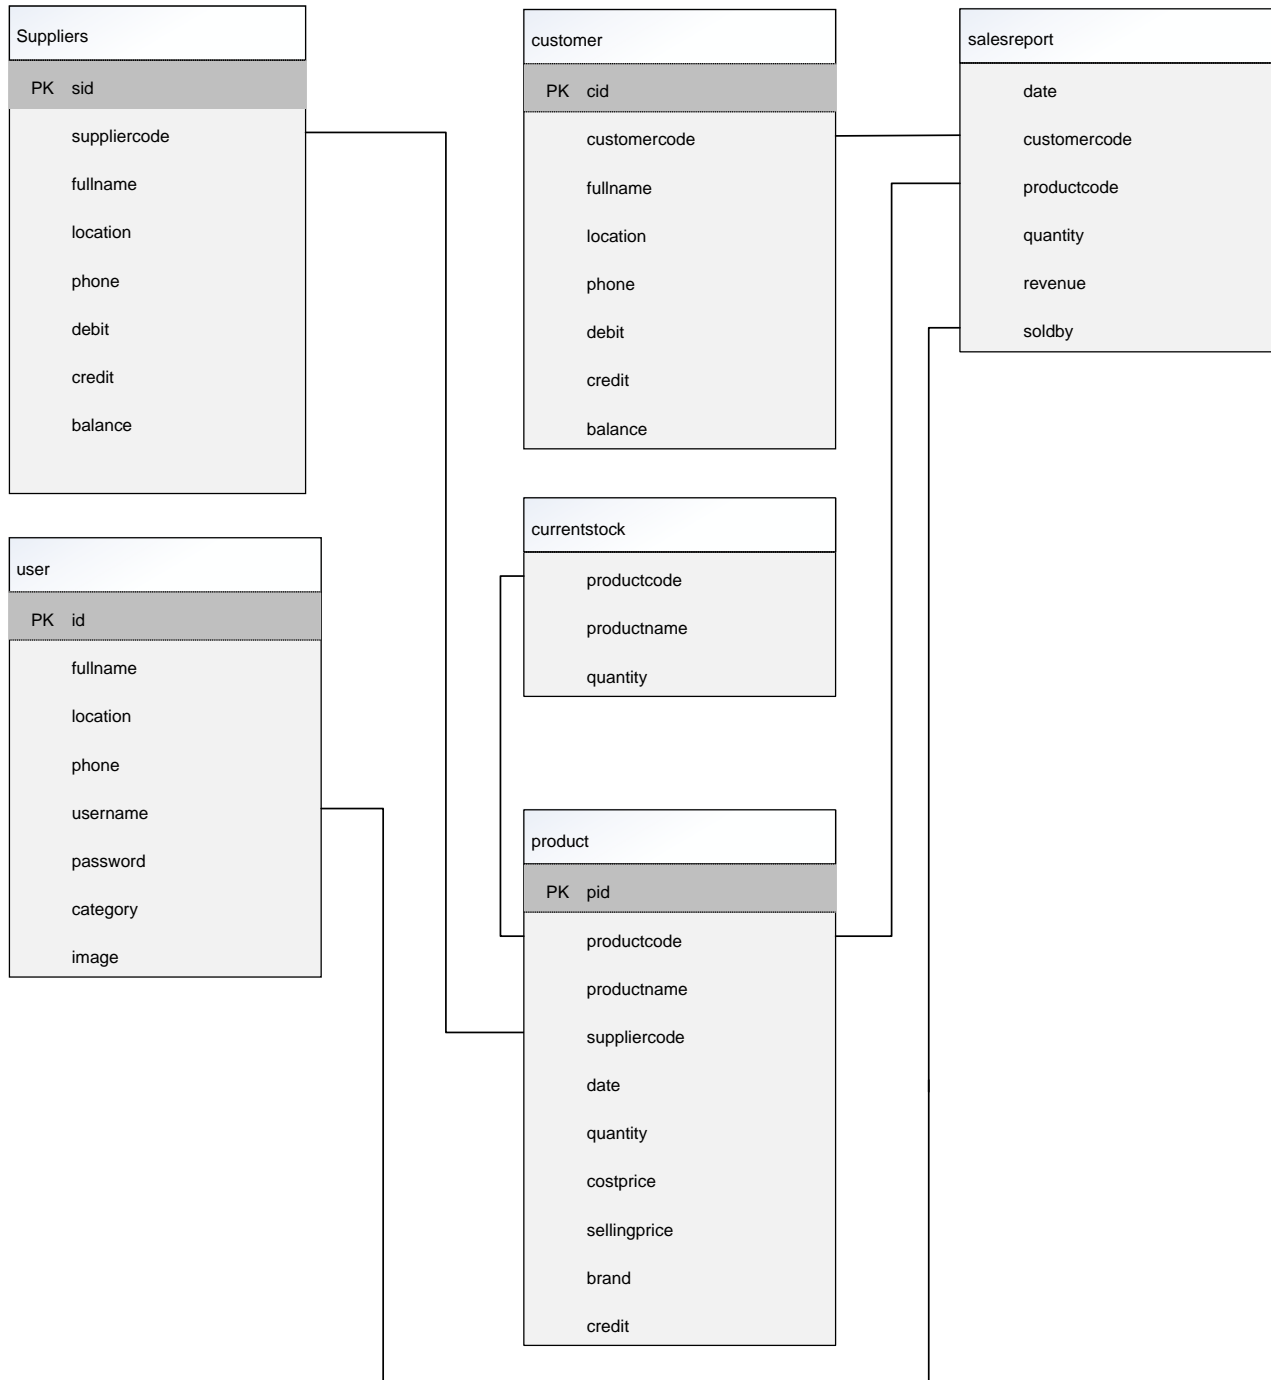 Suppliers
PK sid
suppliercode
fullname
location
phone
debit
credit
balance
customer
PK cid
customercode
fullname
location
phone
debit
credit
balance
salesreport
date
customercode
productcode
quantity
revenue
soldby
user
PK id
fullname
location
phone
username
password
category
image
currentstock
productcode
productname
quantity
product
PK pid
productcode
productname
suppliercode
date
quantity
costprice
sellingprice
brand
credit